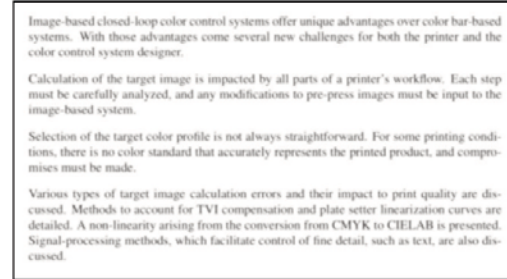 Image-based closed-loop color control systems offer unique advantages over color bar-based
systems. With those advantages come several new challenges for both the printer and the
color control system designer.
Calculation of the target image is impacted by all parts of a printer's workflow. Each step
must be carefully analyzed, and any modifications to pre-press images must be input to the
image-based system.
Selection of the target color profile is not always straightforward. For some printing condi-
tions, there is no color standard that accurately represents the printed product, and compro-
mises must be made.
Various types of target image calculation errors and their impact to print quality are dis-
cussed. Methods to account for TVI compensation and plate setter linearization curves are
detailed. A non-linearity arising from the conversion from CMYK to CIELAB is presented.
Signal-processing methods, which facilitate control of fine detail, such as text, are also dis-
cussed.